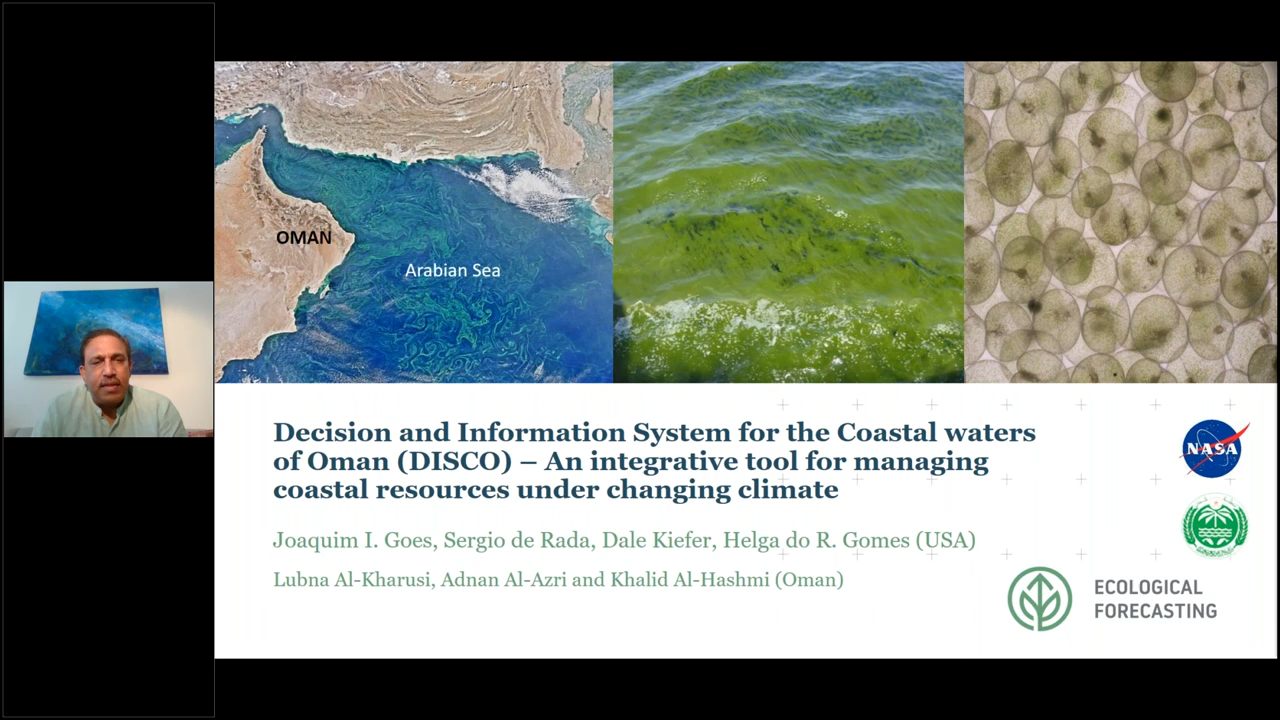 OMAN
Arabian Sea
Decision and Information System for the Coastal waters
of Oman (DISCO) – An integrative tool for managing
coastal resources under changing climate
Joaquim I. Goes, Sergio de Rada, Dale Kiefer, Helga do R. Gomes (USA)
Lubna Al-Kharusi, Adnan Al-Azri and Khalid Al-Hashmi (Oman)
NASA
ECOLOGICAL
FORECASTING